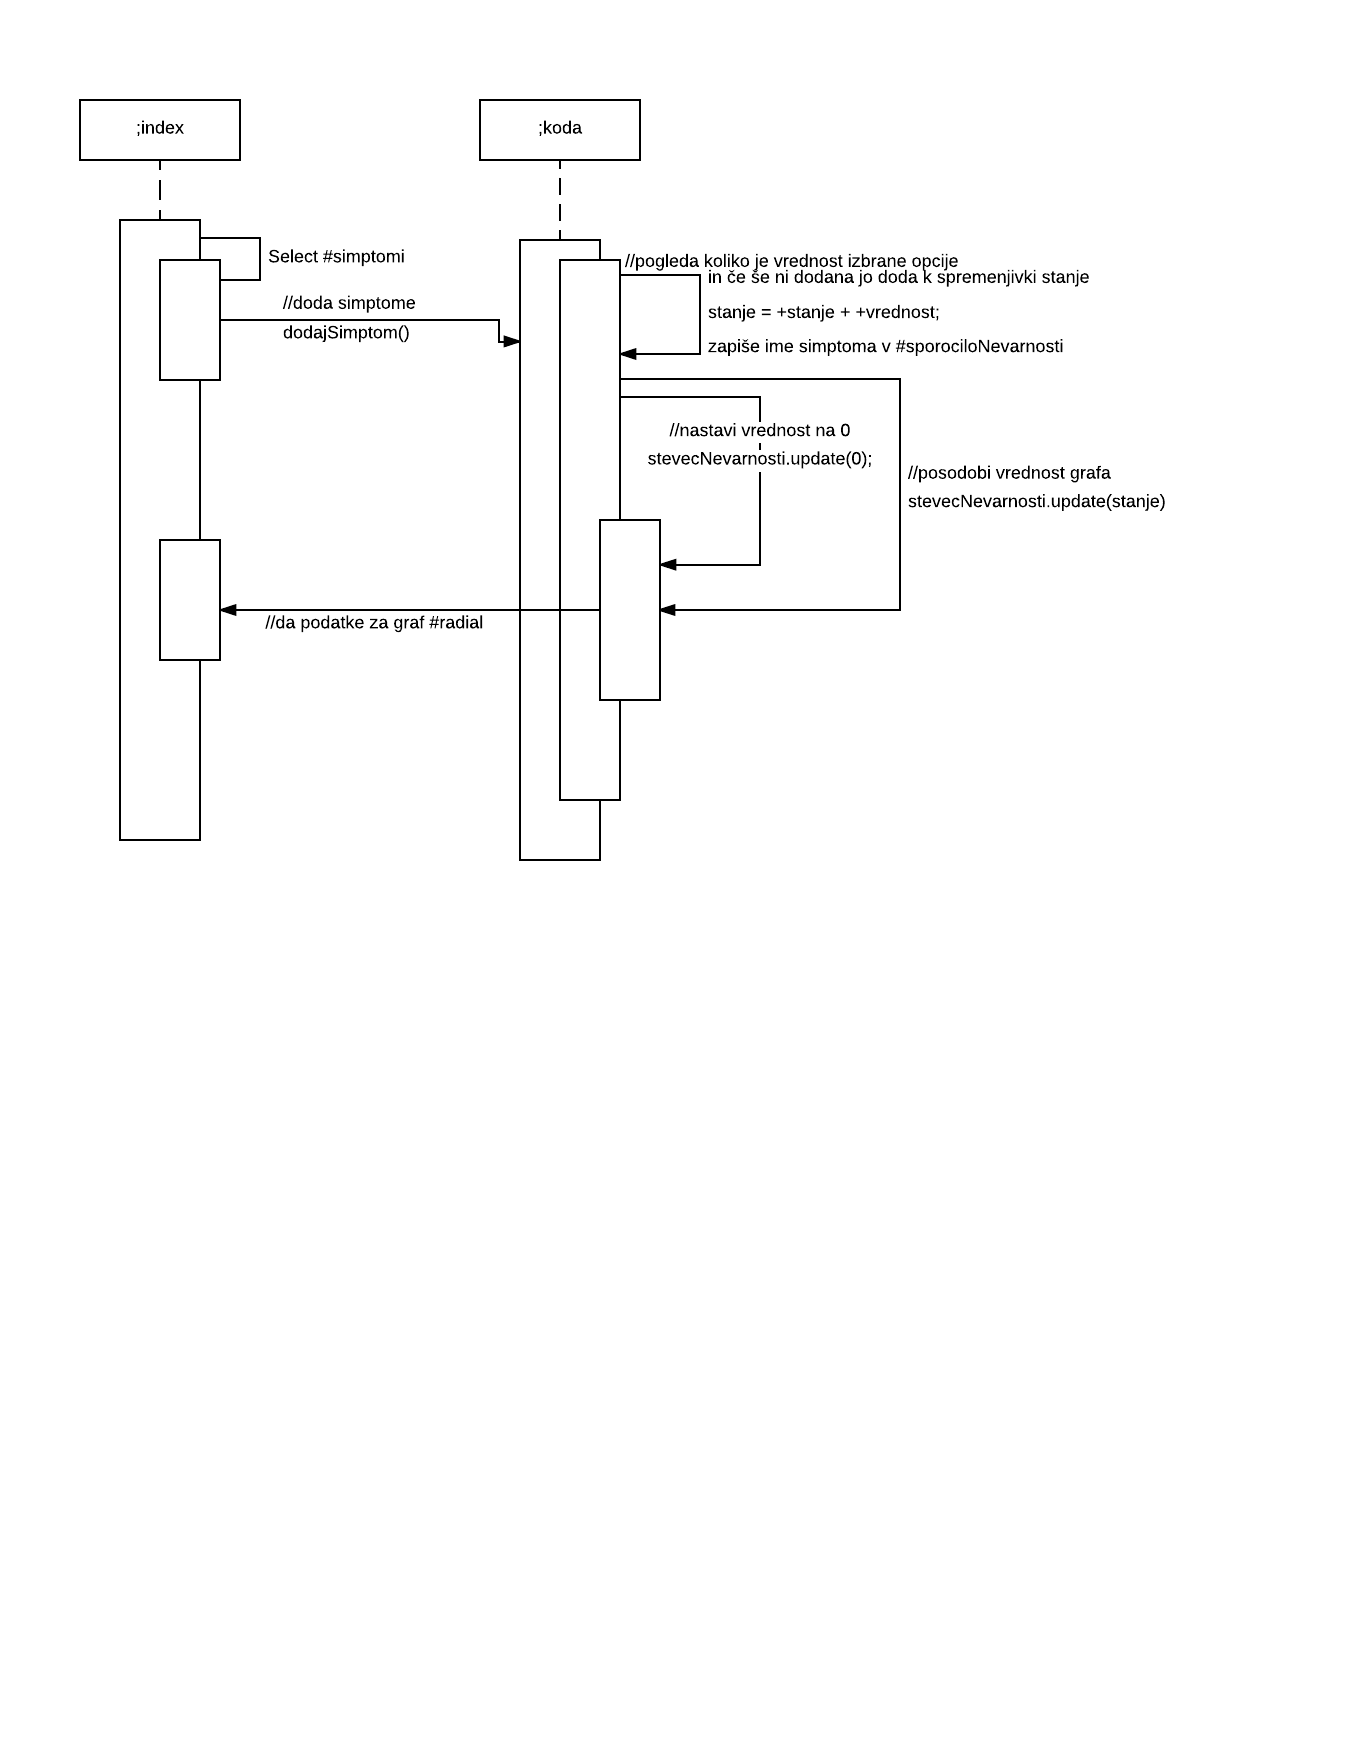 ;index
;koda
Select #simptomi
//doda simptome
dodajSimptom()
//pogleda koliko je vrednost izbrane opcije
in če še ni dodana jo doda k spremenjivki stanje
stanje = +stanje + +vrednost;
zapiše ime simptoma v #sporociloNevarnosti
//nastavi vrednost na 0
stevecNevarnosti.update(0);
//posodobi vrednost grafa
stevecNevarnosti.update(stanje)
//da podatke za graf #radial